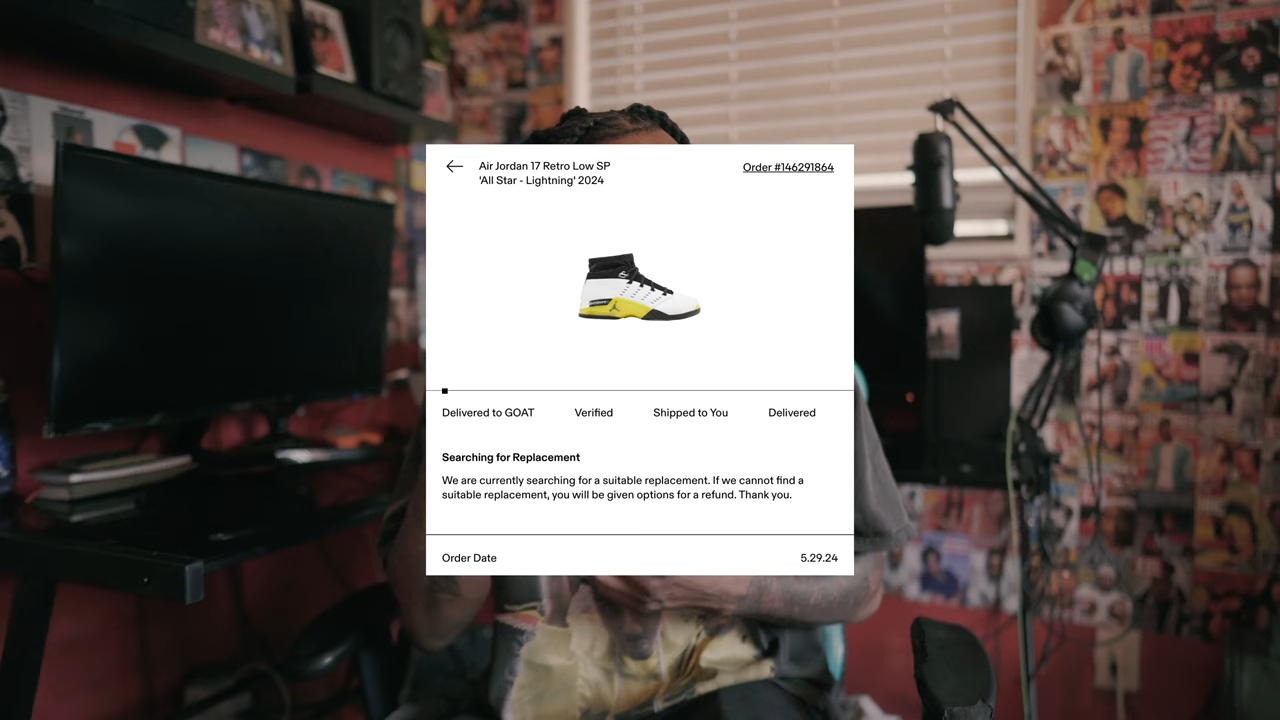 Air Jordan 17 Retro Low SP
'All Star - Lightning' 2024
Order #146291864
Delivered to GOAT
Verified
Shipped to You
Delivered
Searching for Replacement
We are currently searching for a suitable replacement. If we cannot find a
suitable replacement, you will be given options for a refund. Thank you.
Order Date
5.29.24